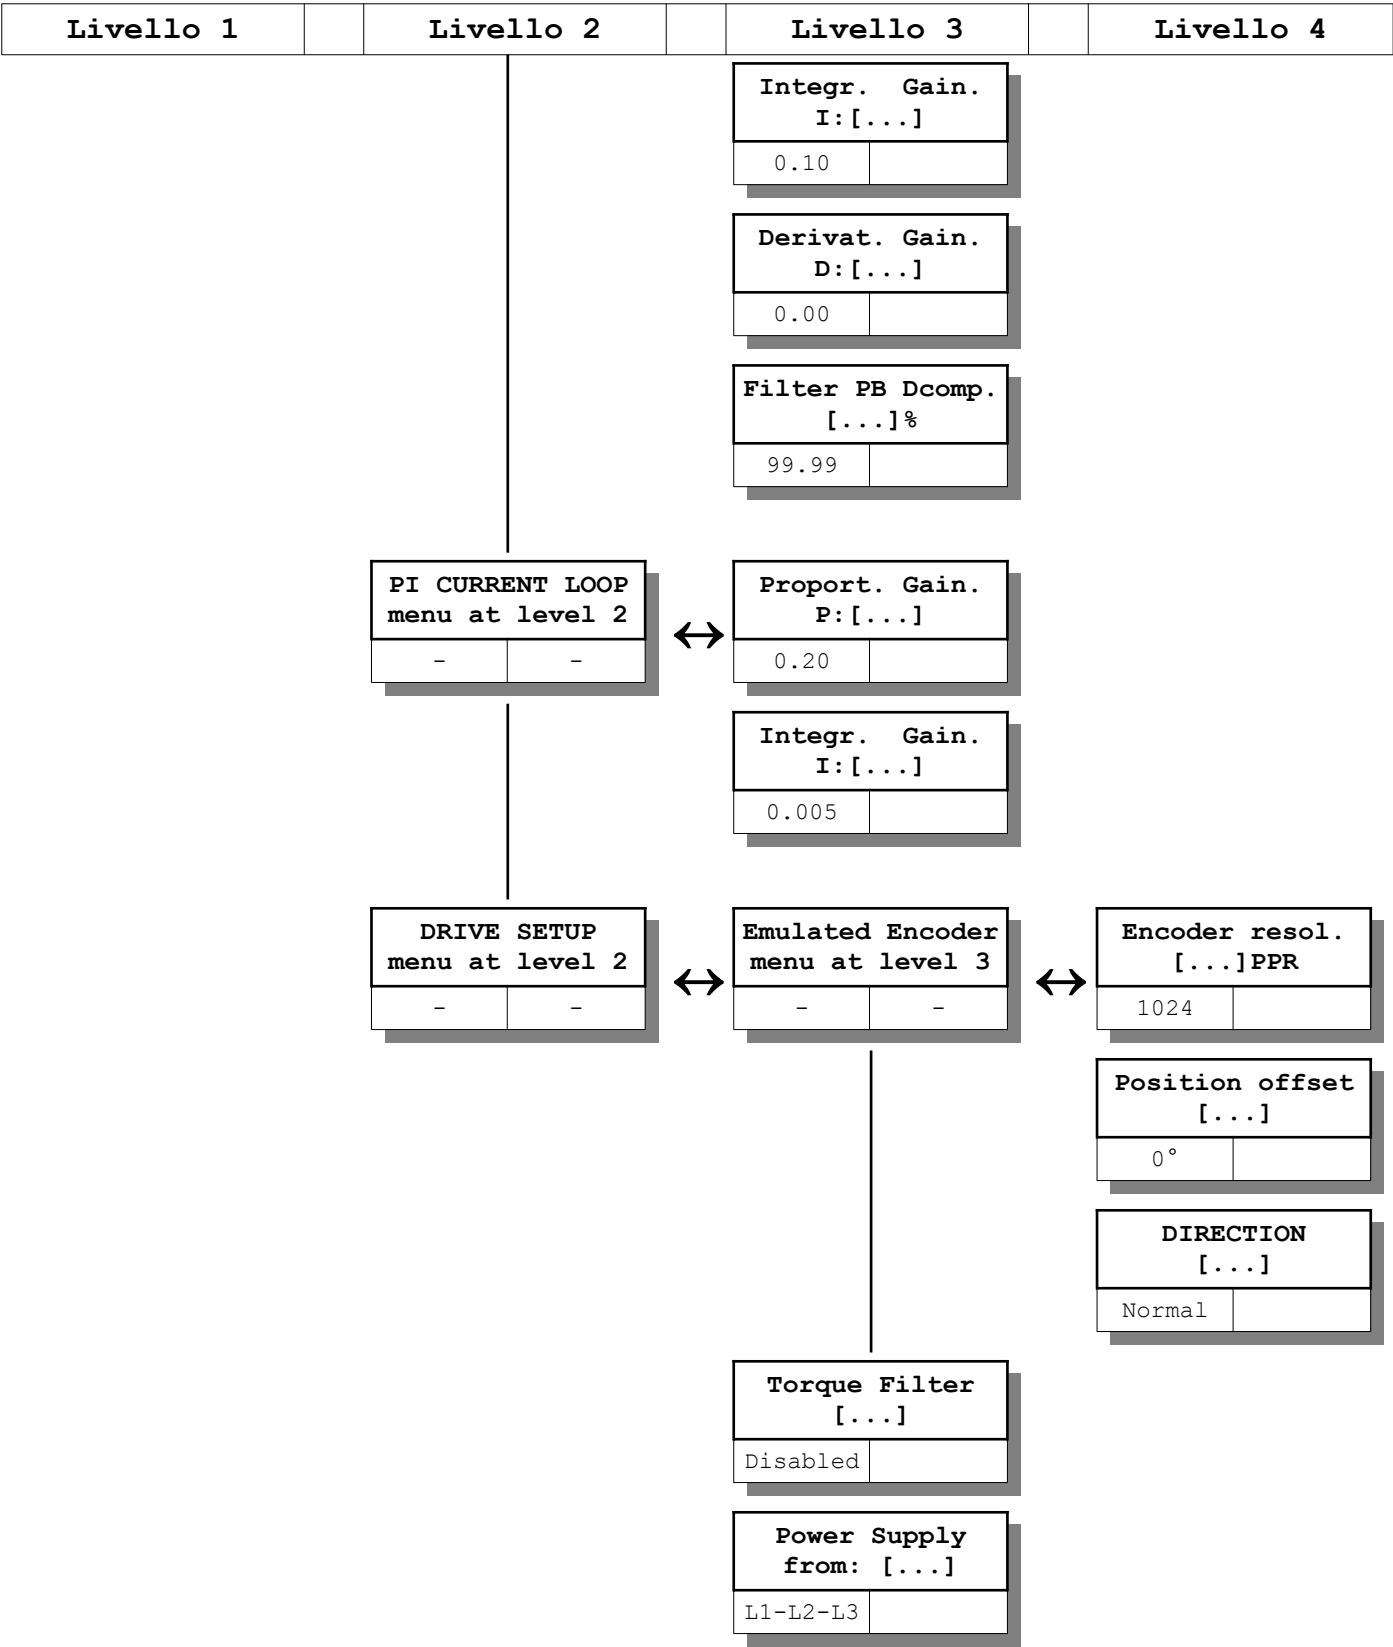 Livello 1 Livello 2 Livello 3 Livello 4
Integr.  Gain.
I:[...]
0.10
Derivat. Gain.
D:[...]
0.00
Filter PB Dcomp.
[...]%
99.99
PI CURRENT LOOP
menu at level 2
- -
Proport. Gain.
P:[...]
0.20
Integr.  Gain.
I:[...]
0.005
DRIVE SETUP
menu at level 2
- -
Emulated Encoder
menu at level 3
- -
Encoder resol.
[...]PPR
1024
Position offset
[...]
0°
DIRECTION
[...]
Normal
Torque Filter
[...]
Disabled
Power Supply
from: [...]
L1-L2-L3